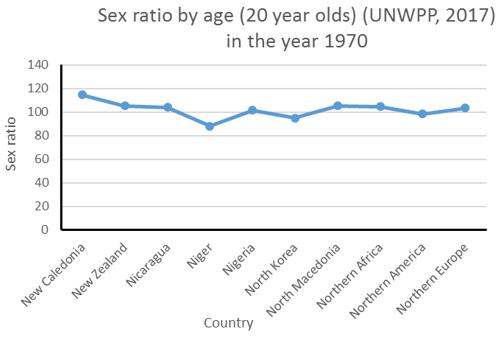 Sex ratio by age (20 year olds) (UNWPP, 2017)
in the year 1970
140
120
100
80
60
40
20
0
Sex ratio
New Caledonia
New Zealand
Nicaragua
Niger
Nigeria
North Korea
North Macedonia
Northern Africa
Northern America
Northern Europe
Country